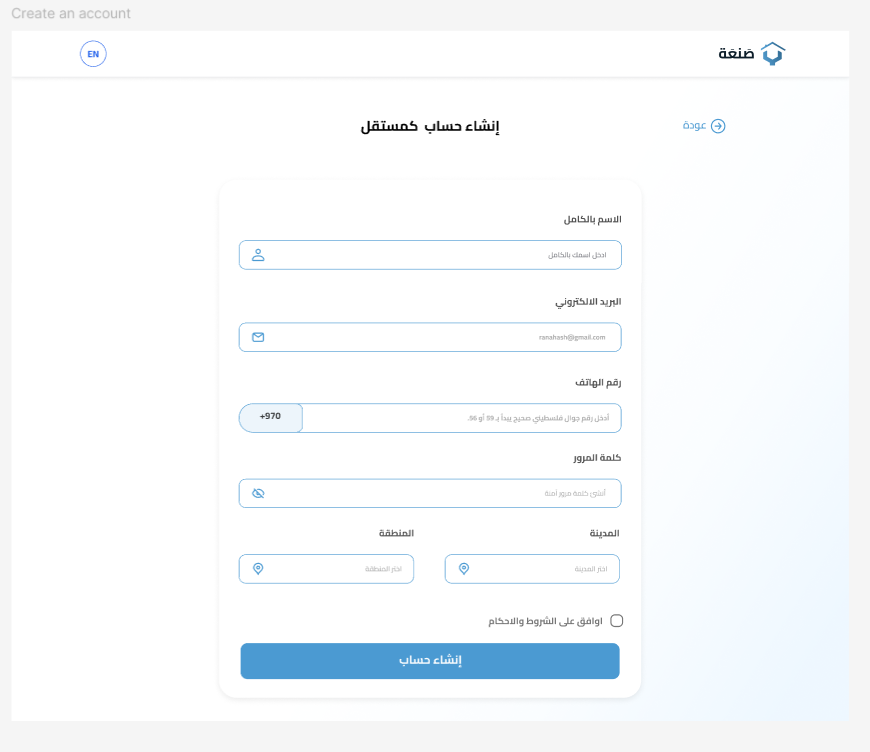 Create an account
صَنعَة
EN
عودة
إنشاء حساب كمستقل
الاسم بالكامل
ادخل اسمك بالكامل
البريد الالكتروني
ranahash@gmail.com
رقم الهاتف
أدخل رقم جوال فلسطيني صحيح يبدأ بـ 59 أو 56.
+970
كلمة المرور
أنشئ كلمة مرور امنة
المدينة
المنطقة
اختر المدينة
اختر المنطقة
اوافق على الشروط والاحكام
إنشاء حساب